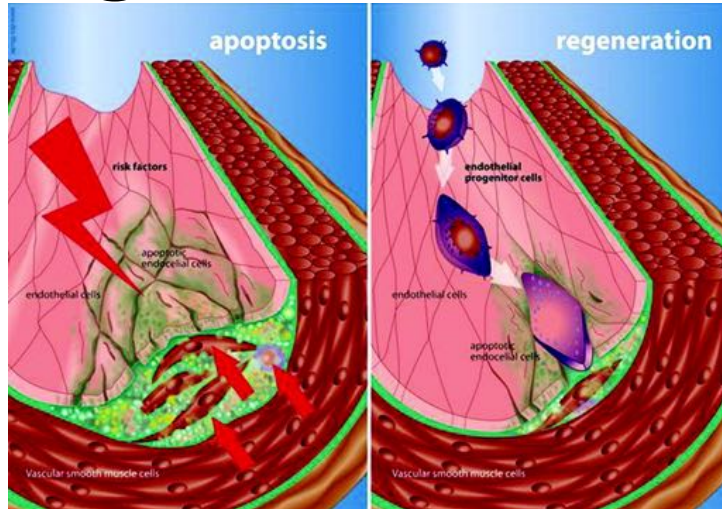 apoptosis
risk factors
apoptotic
endocelial cells
endothelial cells
Vascular smooth muscle cells
regeneration
endothelial
progenitor cells
endothelial cells
apoptotic
endocelial cells
Vascular smooth muscle cells